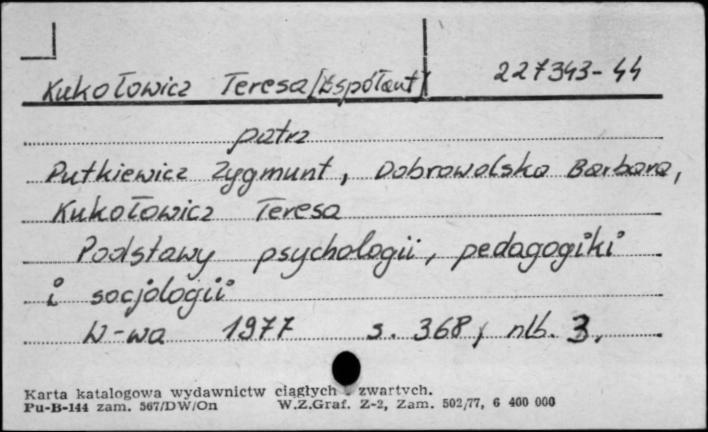 Kukołowicz Teresa [współaut] 227343-44
patrz
Putkiewicz Zygmunt, Dobrowolska Barbara,
Kukołowicz Teresa
Podstawy psychologii, pedagogiki
i socjologii
W-wa 1977 s. 368, nlb. 3.
Karta katalogowa wydawnictw ciągłych i zwartych.
Pu-B-144 zam. 567/DW/On W.Z.Graf. Z-2, Zam. 502/77, 6 400 000